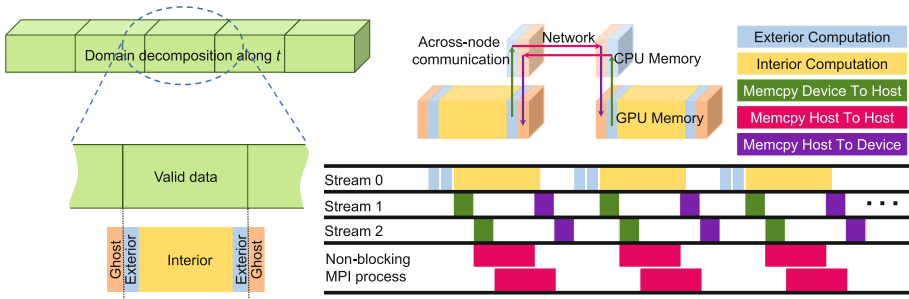 Domain decomposition along t
Valid data
Ghost
Exterior
Interior
Exterior
Ghost
Across-node
communication
Network
CPU Memory
GPU Memory
Exterior Computation
Interior Computation
Memcpy Device To Host
Memcpy Host To Host
Memcpy Host To Device
Stream 0
Stream 1
Stream 2
Non-blocking
MPI process